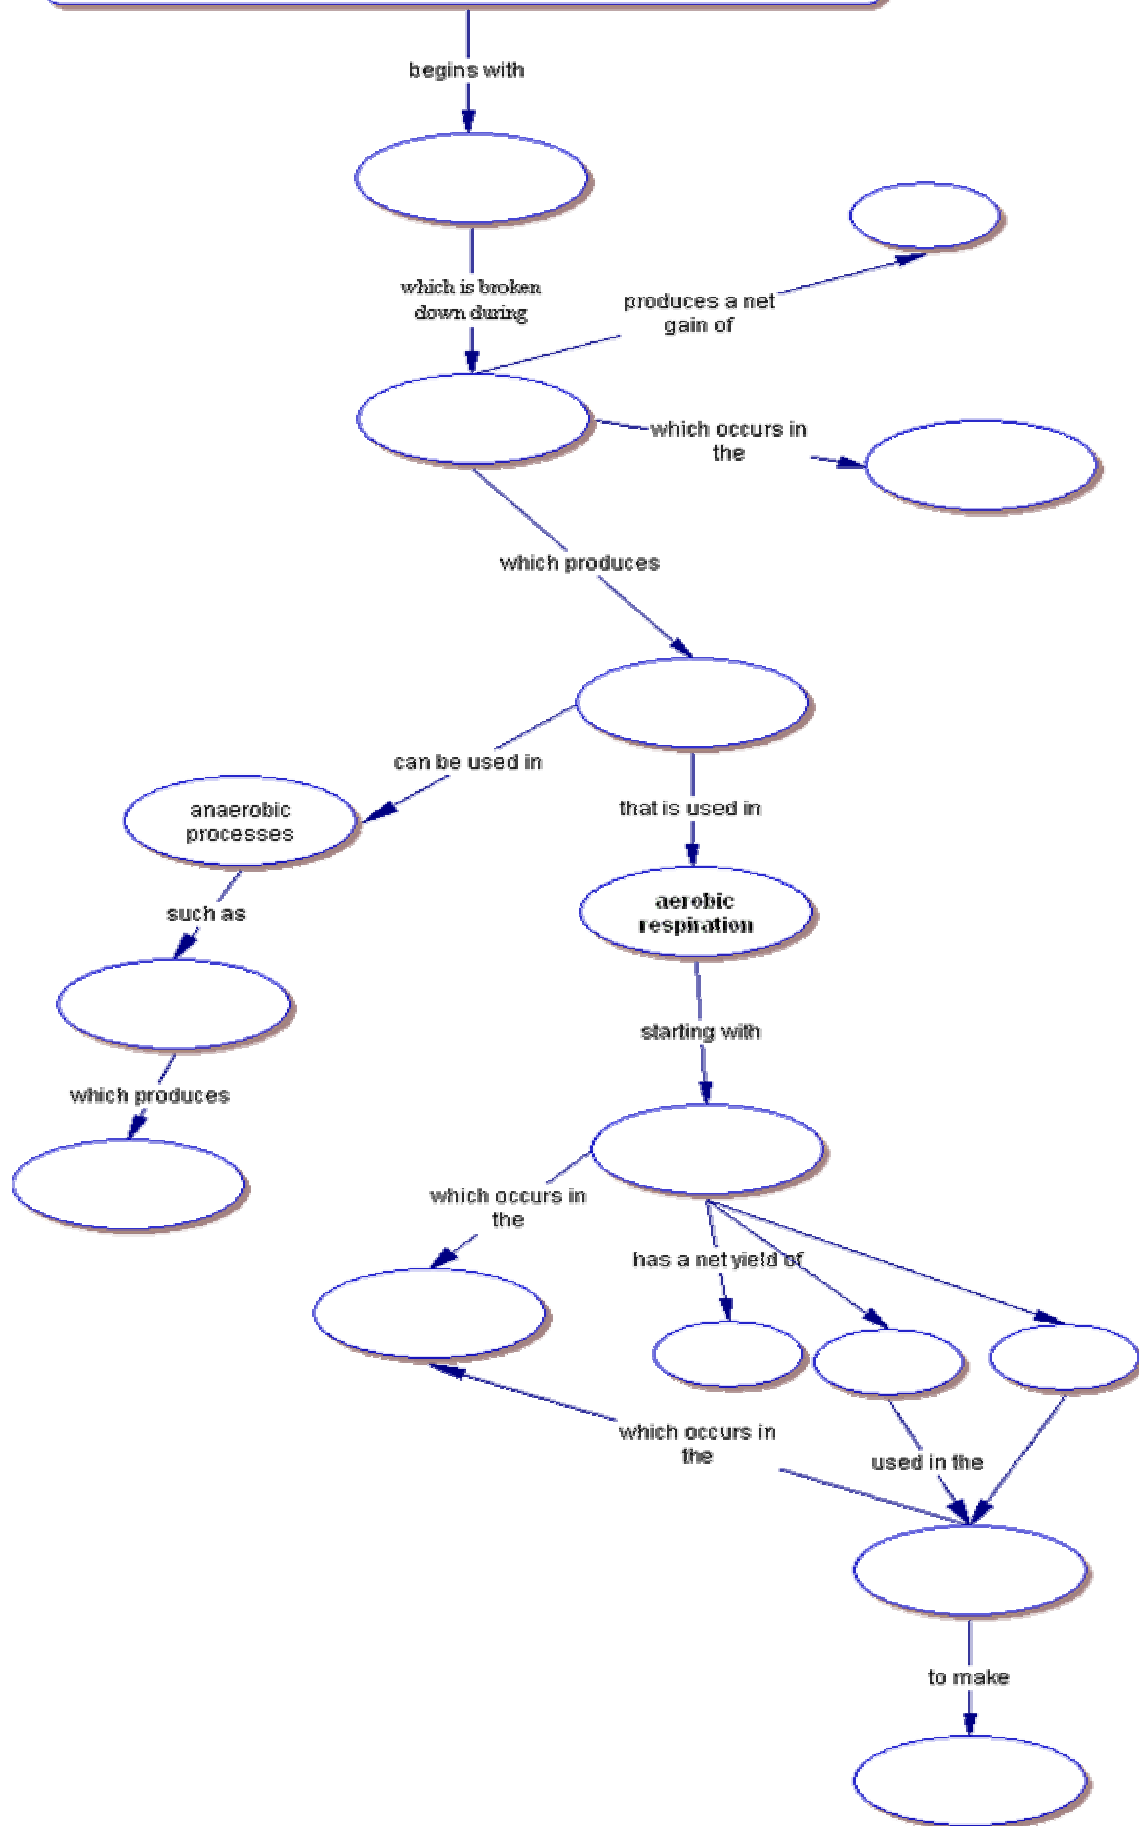 begins with
which is broken
down during
produces a net
gain of
which occurs in
the
which produces
can be used in
anaerobic
processes
that is used in
such as
aerobic
respiration
starting with
which produces
which occurs in
the
has a net yield of
which occurs in
the
used in the
to make